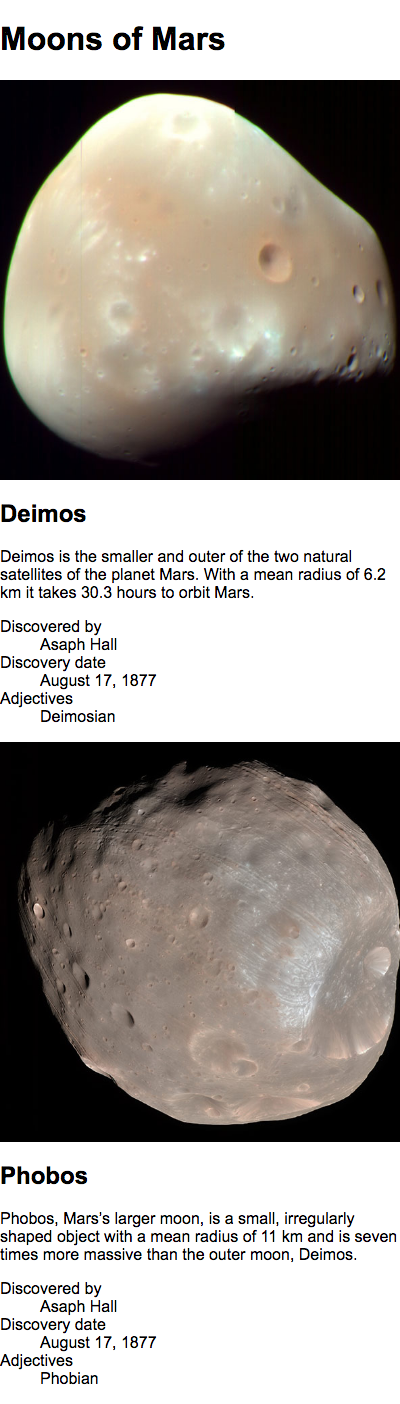 Moons of Mars
Deimos
Deimos is the smaller and outer of the two natural
satellites of the planet Mars. With a mean radius of 6.2
km it takes 30.3 hours to orbit Mars.
Discovered by
Asaph Hall
Discovery date
August 17, 1877
Adjectives
Deimosian
Phobos
Phobos, Mars's larger moon, is a small, irregularly
shaped object with a mean radius of 11 km and is seven
times more massive than the outer moon, Deimos.
Discovered by
Asaph Hall
Discovery date
August 17, 1877
Adjectives
Phobian